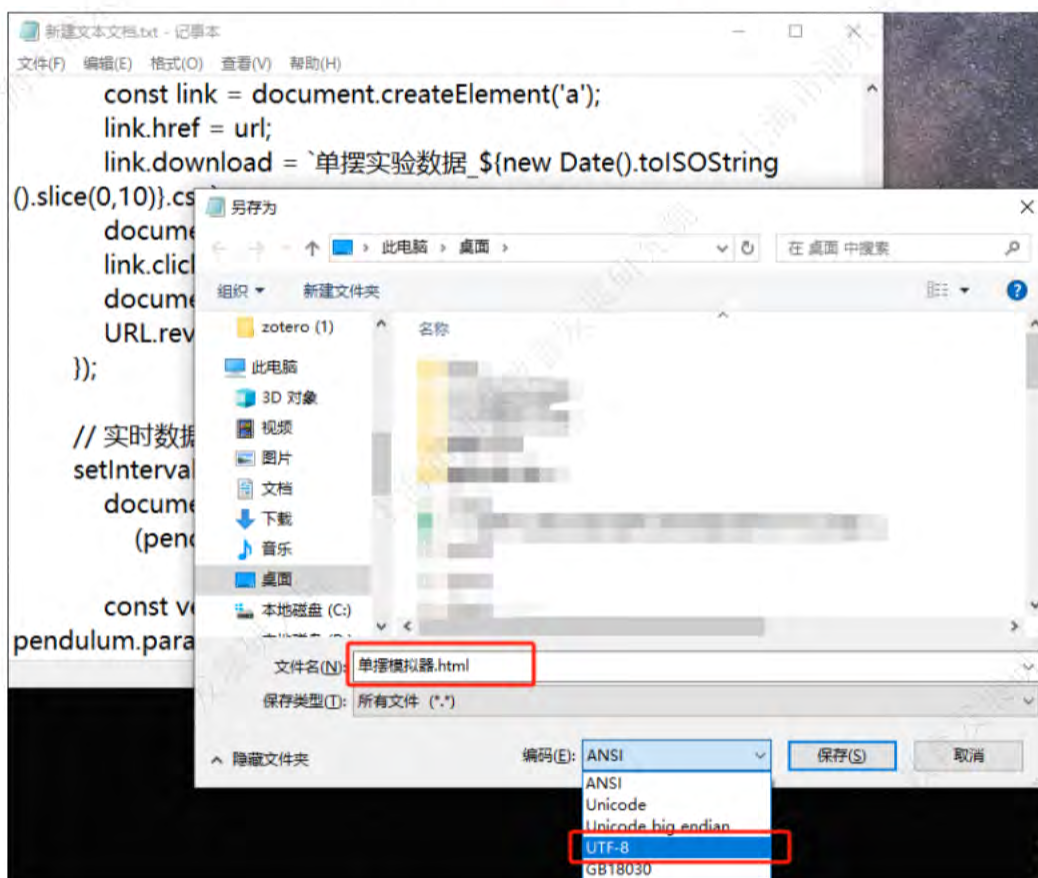 新建文本文档.txt - 记事本
文件(F) 编辑(E) 格式(O) 查看(V) 帮助(H)
const link = document.createElement('a');
link.href = url;
link.download = `单摆实验数据_${new Date().toISOString
().slice(0,10)}.cs
另存为
docume
此电脑 › 桌面 ›
在 桌面 中搜索
link.clic
组织 新建文件夹
docume
URL.rev
zotero (1)
名称
});
此电脑
3D 对象
视频
// 实时数据
图片
setInterval
文档
docume
下载
(pend
音乐
桌面
const ve
本地磁盘 (C:)
pendulum.para
文件名(N): 单摆模拟器.html
保存类型(T): 所有文件 (*.*)
隐藏文件夹
编码(E): ANSI
保存(S) 取消
ANSI
Unicode
Unicode big endian
UTF-8
GB18030